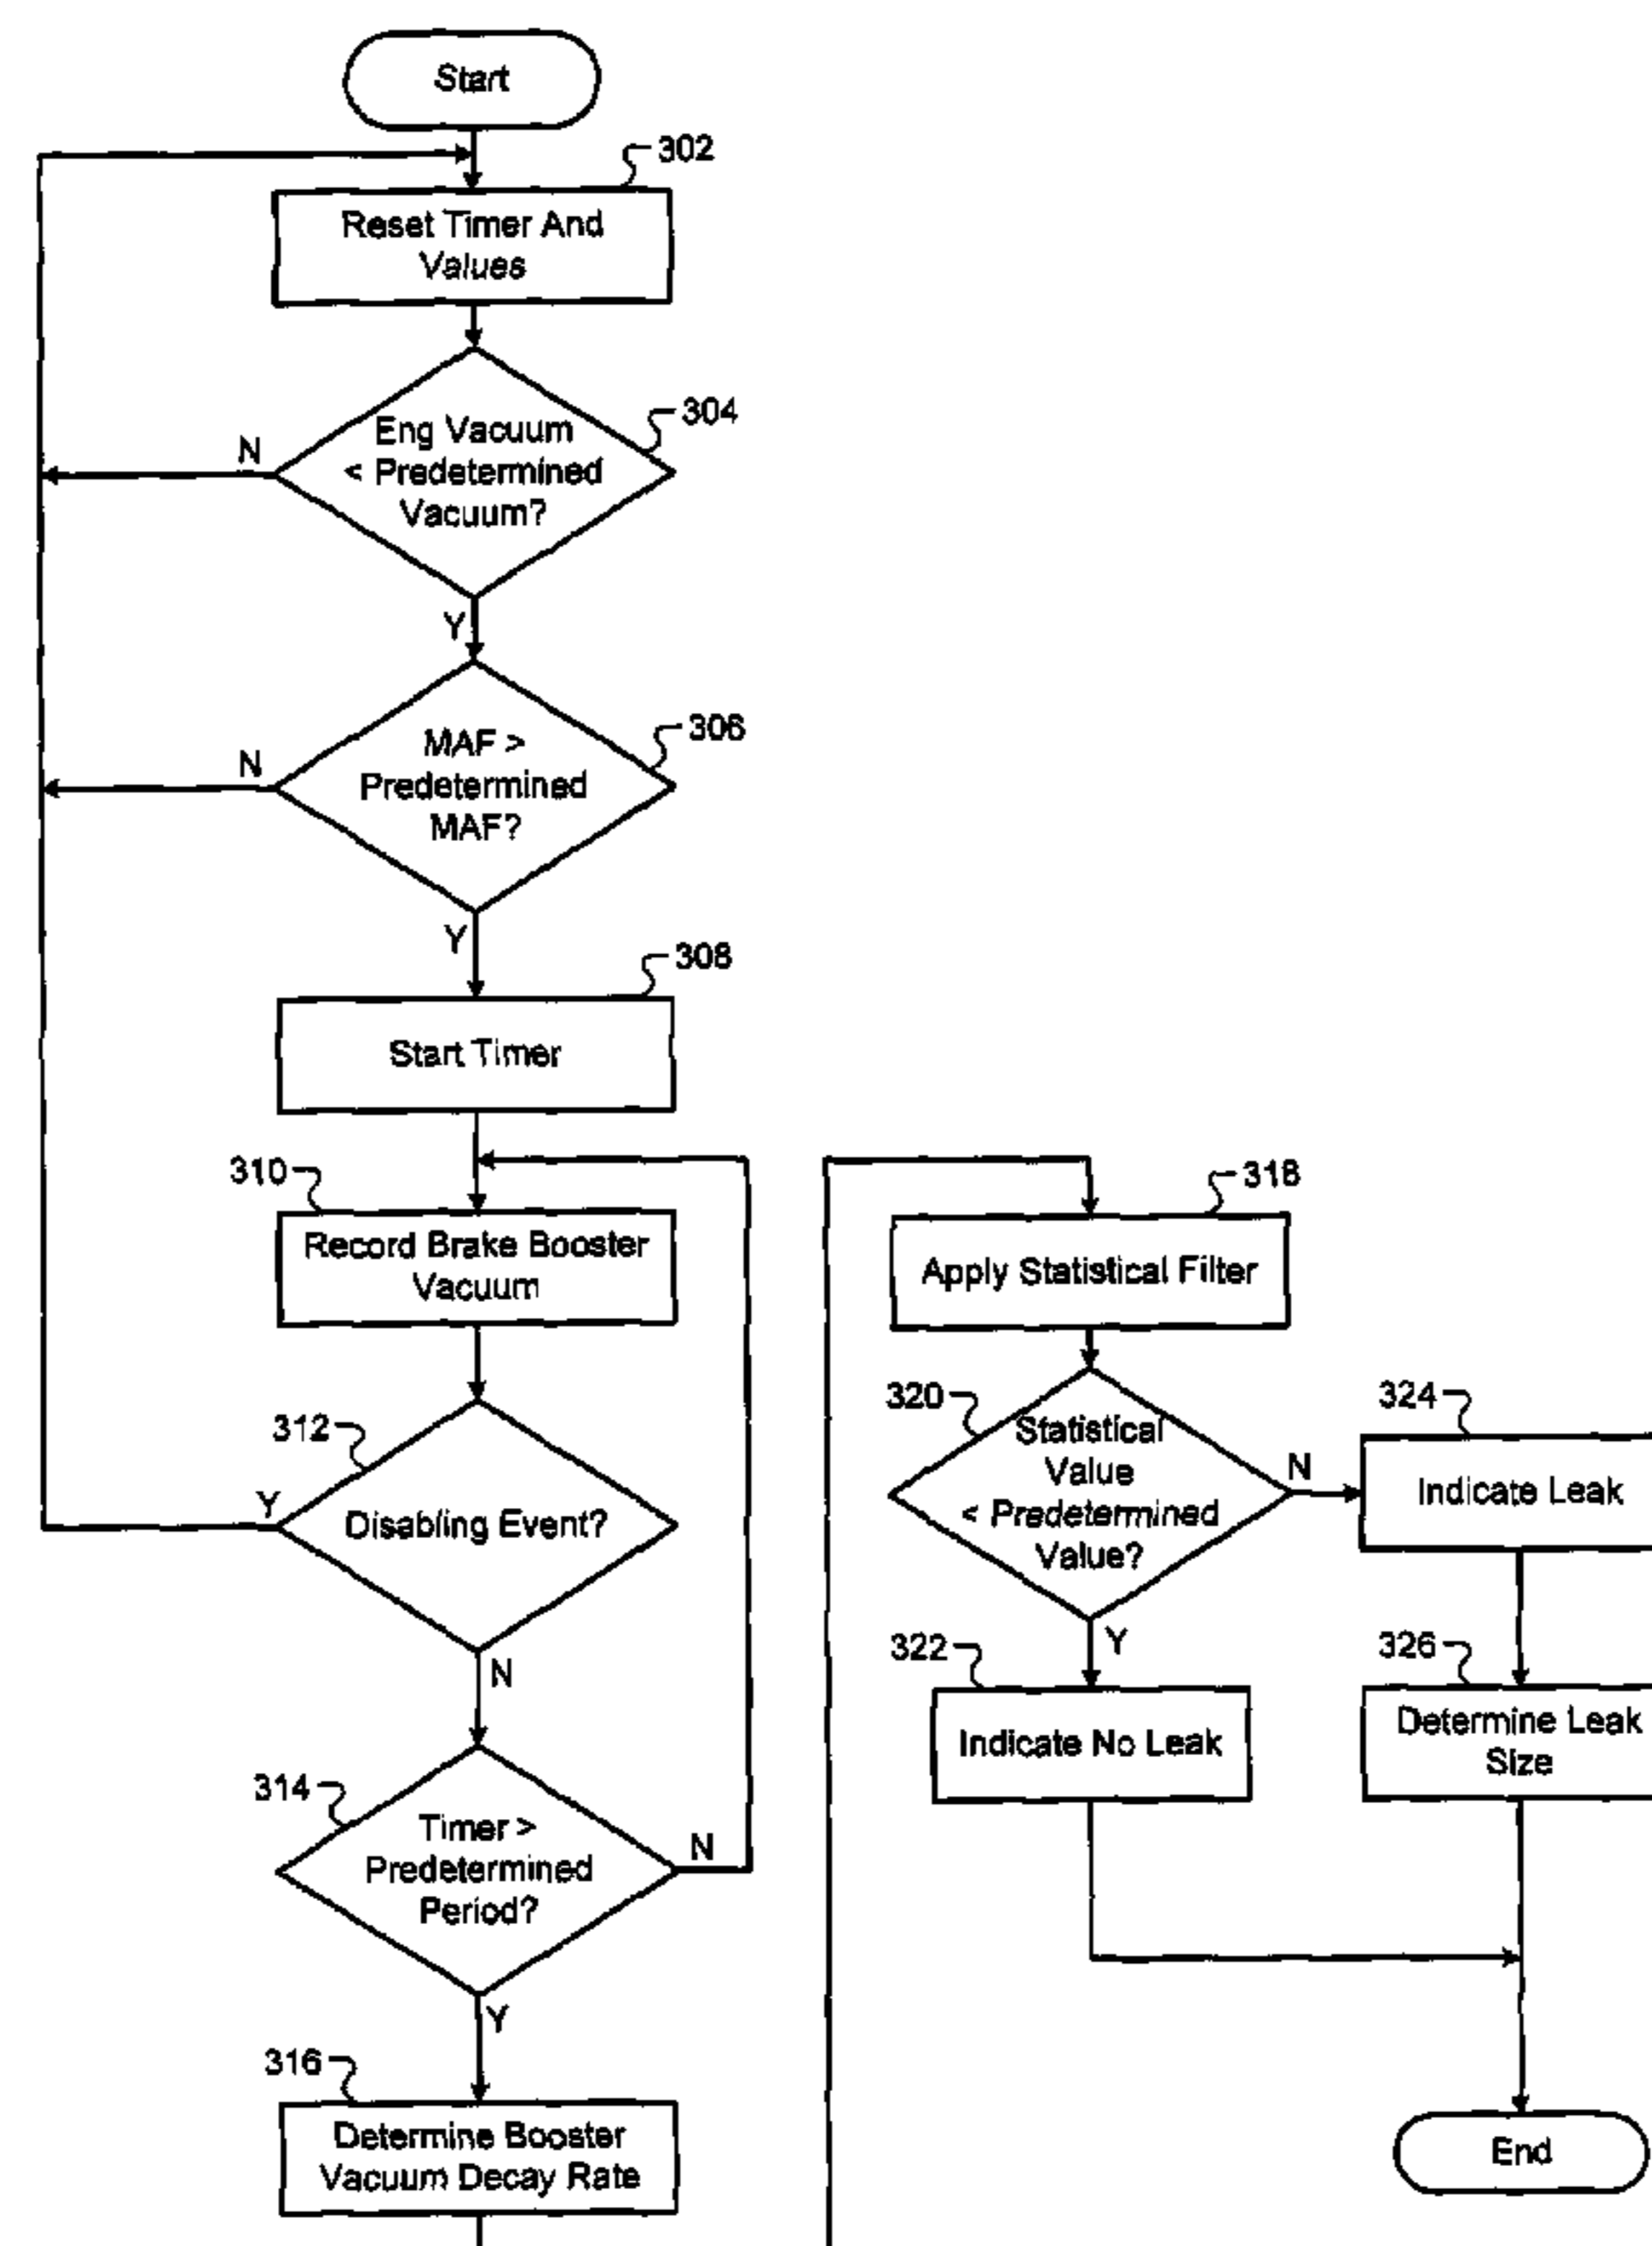 Start
302
Reset Timer And
Values
304
Eng Vacuum
< Predetermined
Vacuum?
N
Y
306
MAF >
Predetermined
MAF?
N
Y
308
Start Timer
310
Record Brake Booster
Vacuum
312
Disabling Event?
Y
N
314
Timer >
Predetermined
Period?
N
Y
316
Determine Booster
Vacuum Decay Rate
318
Apply Statistical Filter
320
Statistical
Value
< Predetermined
Value?
N
Y
322
Indicate No Leak
324
Indicate Leak
326
Determine Leak
Size
End